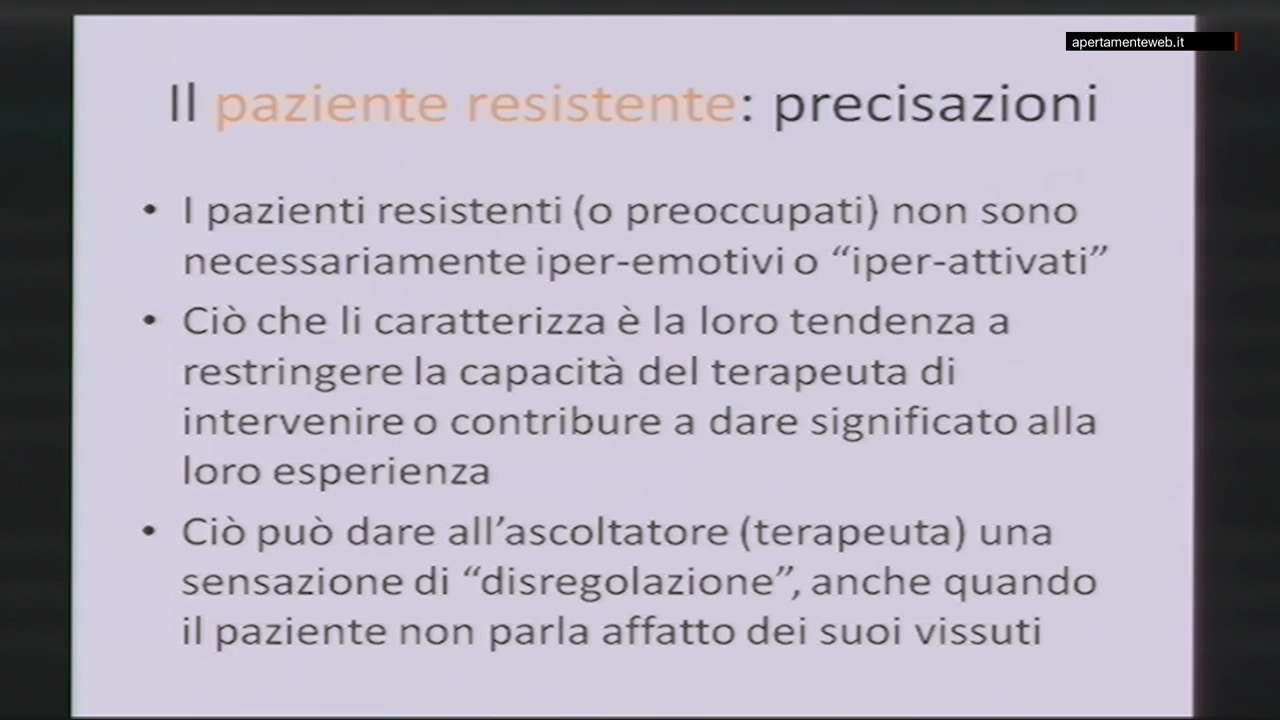 apertamenteweb.it
Il paziente resistente: precisazioni
• I pazienti resistenti (o preoccupati) non sono
necessariamente iper-emotivi o “iper-attivati”
• Ciò che li caratterizza è la loro tendenza a
restringere la capacità del terapeuta di
intervenire o contribure a dare significato alla
loro esperienza
• Ciò può dare all’ascoltatore (terapeuta) una
sensazione di “disregolazione”, anche quando
il paziente non parla affatto dei suoi vissuti